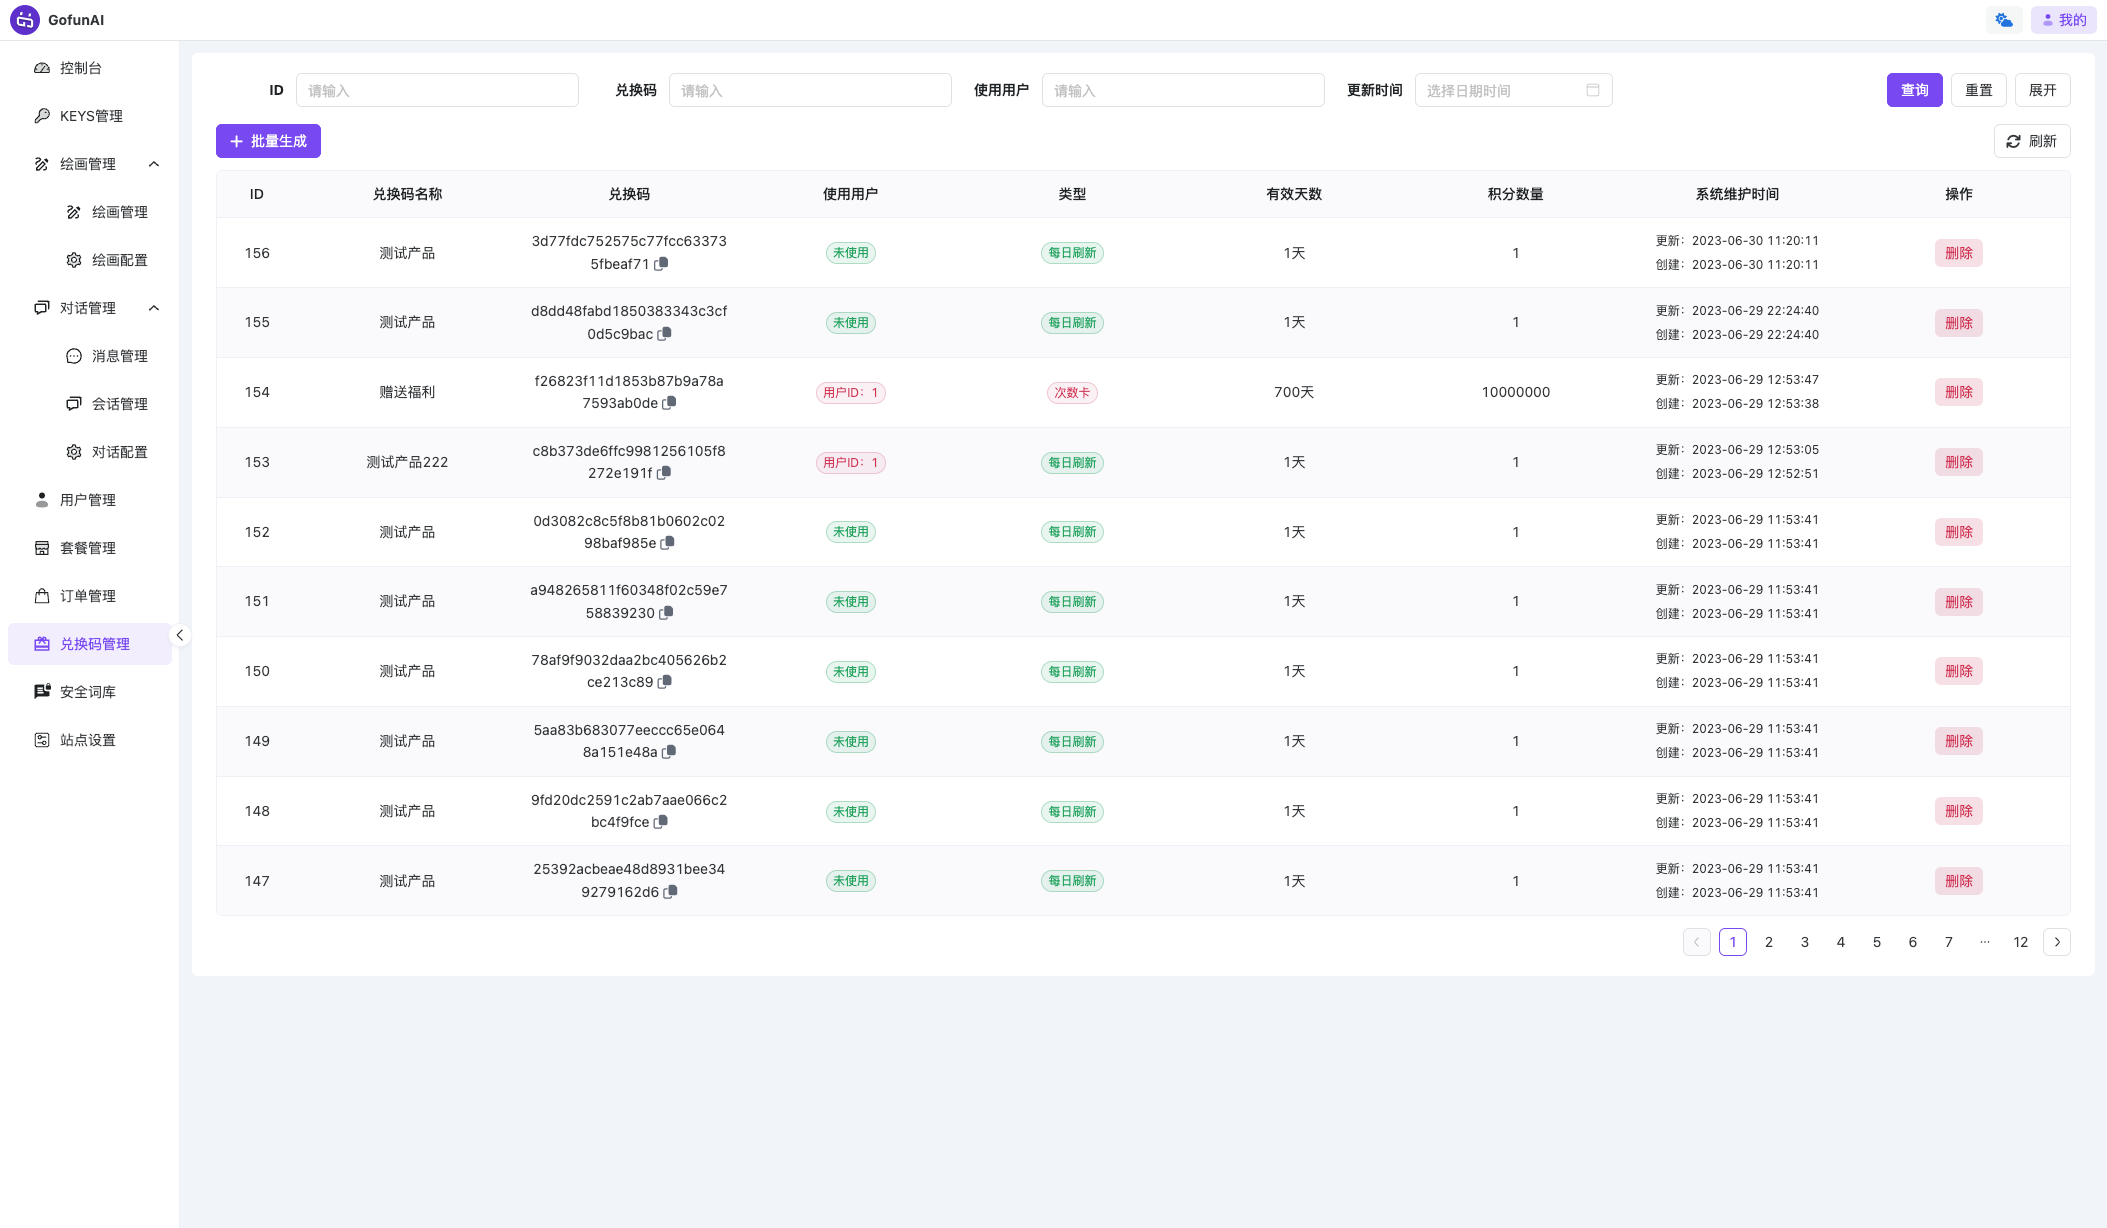 GofunAI
我的
控制台
KEYS管理
绘画管理
绘画管理
绘画配置
对话管理
消息管理
会话管理
对话配置
用户管理
套餐管理
订单管理
兑换码管理
安全词库
站点设置
ID 请输入 兑换码 请输入 使用用户 请输入 更新时间 选择日期时间 查询 重置 展开
批量生成 刷新
ID 兑换码名称 兑换码 使用用户 类型 有效天数 积分数量 系统维护时间 操作
156 测试产品 3d77fdc752575c77fcc63373 未使用 每日刷新 1天 1 更新：2023-06-30 11:20:11 删除
5fbeaf71 创建：2023-06-30 11:20:11
155 测试产品 d8dd48fabd1850383343c3cf 未使用 每日刷新 1天 1 更新：2023-06-29 22:24:40 删除
0d5c9bac 创建：2023-06-29 22:24:40
154 赠送福利 f26823f11d1853b87b9a78a 用户ID：1 次数卡 700天 10000000 更新：2023-06-29 12:53:47 删除
7593ab0de 创建：2023-06-29 12:53:38
153 测试产品222 c8b373de6ffc9981256105f8 用户ID：1 每日刷新 1天 1 更新：2023-06-29 12:53:05 删除
272e191f 创建：2023-06-29 12:52:51
152 测试产品 0d3082c8c5f8b81b0602c02 未使用 每日刷新 1天 1 更新：2023-06-29 11:53:41 删除
98baf985e 创建：2023-06-29 11:53:41
151 测试产品 a948265811f60348f02c59e7 未使用 每日刷新 1天 1 更新：2023-06-29 11:53:41 删除
58839230 创建：2023-06-29 11:53:41
150 测试产品 78af9f9032daa2bc405626b2 未使用 每日刷新 1天 1 更新：2023-06-29 11:53:41 删除
ce213c89 创建：2023-06-29 11:53:41
149 测试产品 5aa83b683077eeccc65e064 未使用 每日刷新 1天 1 更新：2023-06-29 11:53:41 删除
8a151e48a 创建：2023-06-29 11:53:41
148 测试产品 9fd20dc2591c2ab7aae066c2 未使用 每日刷新 1天 1 更新：2023-06-29 11:53:41 删除
bc4f9fce 创建：2023-06-29 11:53:41
147 测试产品 25392acbeae48d8931bee34 未使用 每日刷新 1天 1 更新：2023-06-29 11:53:41 删除
9279162d6 创建：2023-06-29 11:53:41
1 2 3 4 5 6 7 ··· 12